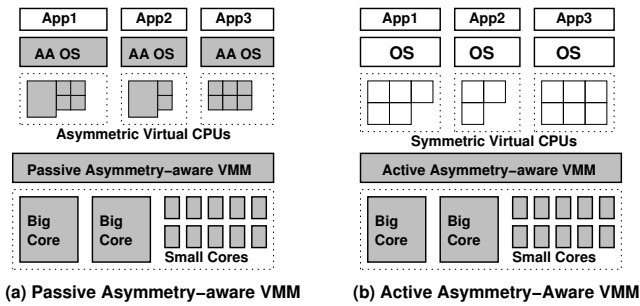 App1 App2 App3
AA OS AA OS AA OS
Asymmetric Virtual CPUs
Passive Asymmetry−aware VMM
Big Core Big Core
Small Cores
(a) Passive Asymmetry−aware VMM
App1 App2 App3
OS OS OS
Symmetric Virtual CPUs
Active Asymmetry−aware VMM
Big Core Big Core
Small Cores
(b) Active Asymmetry−Aware VMM